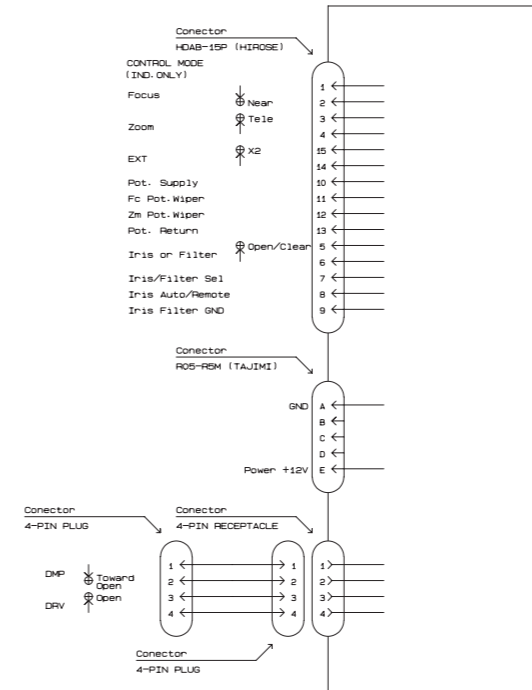 Conector
HDAB-15P (HIROSE)
CONTROL MODE
(IND.ONLY)
1
Focus
Near
2
Tele
3
Zoom
4
X2
15
EXT
14
Pot. Supply
10
Fc Pot.Wiper
11
Zm Pot.Wiper
12
Pot. Return
13
Open/Clear
5
Iris or Filter
6
Iris/Filter Sel
7
Iris Auto/Remote
8
Iris Filter GND
9
Conector
R05-R5M (TAJIMI)
GND
A
B
C
D
Power +12V
E
Conector
4-PIN PLUG
Conector
4-PIN RECEPTACLE
DMP
Toward
Open
Open
DRV
1
2
3
4
1
2
3
4
1
2
3
4
Conector
4-PIN PLUG